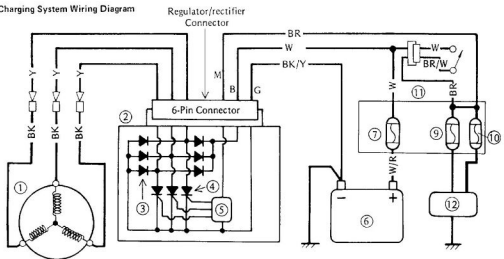 Charging System Wiring Diagram
Regulator/rectifier
Connector
BR
W
W
BR/W
BK/Y
Y
Y
Y
M
B
G
6-Pin Connector
W
BR
BK
BK
BK
W/R
1
2
3
4
5
6
7
9
10
11
12
−
+